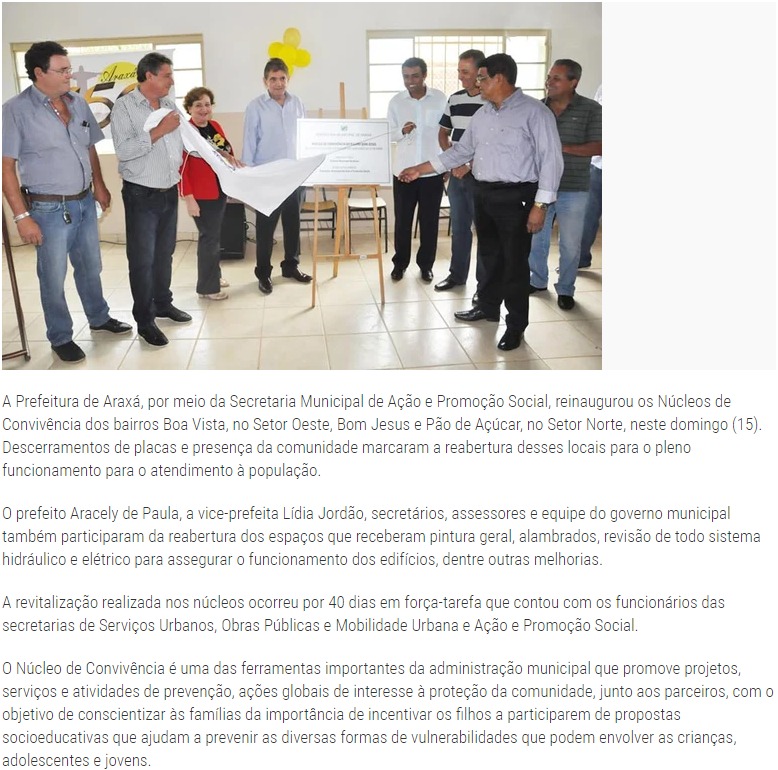 Araxá
A Prefeitura de Araxá, por meio da Secretaria Municipal de Ação e Promoção Social, reinaugurou os Núcleos de
Convivência dos bairros Boa Vista, no Setor Oeste, Bom Jesus e Pão de Açúcar, no Setor Norte, neste domingo (15).
Descerramentos de placas e presença da comunidade marcaram a reabertura desses locais para o pleno
funcionamento para o atendimento à população.
O prefeito Aracely de Paula, a vice-prefeita Lídia Jordão, secretários, assessores e equipe do governo municipal
também participaram da reabertura dos espaços que receberam pintura geral, alambrados, revisão de todo sistema
hidráulico e elétrico para assegurar o funcionamento dos edifícios, dentre outras melhorias.
A revitalização realizada nos núcleos ocorreu por 40 dias em força-tarefa que contou com os funcionários das
secretarias de Serviços Urbanos, Obras Públicas e Mobilidade Urbana e Ação e Promoção Social.
O Núcleo de Convivência é uma das ferramentas importantes da administração municipal que promove projetos,
serviços e atividades de prevenção, ações globais de interesse à proteção da comunidade, junto aos parceiros, com o
objetivo de conscientizar às famílias da importância de incentivar os filhos a participarem de propostas
socioeducativas que ajudam a prevenir as diversas formas de vulnerabilidades que podem envolver as crianças,
adolescentes e jovens.